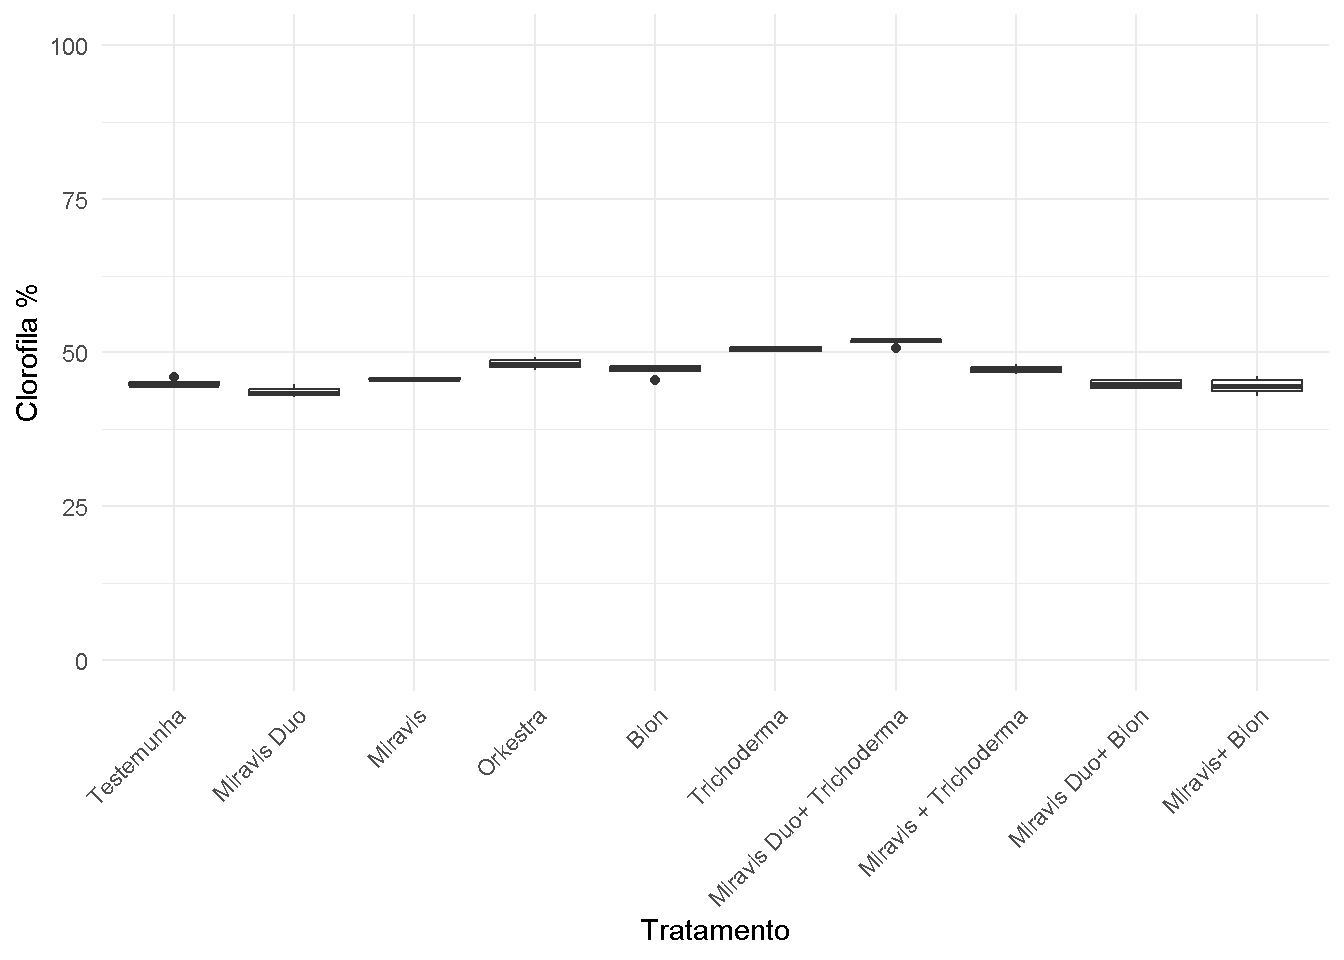 Clorofila %
100
75
50
25
0
Testemunha
Miravis Duo
Miravis
Orkestra
Bion
Trichoderma
Miravis Duo+ Trichoderma
Miravis + Trichoderma
Miravis Duo+ Bion
Miravis+ Bion
Tratamento